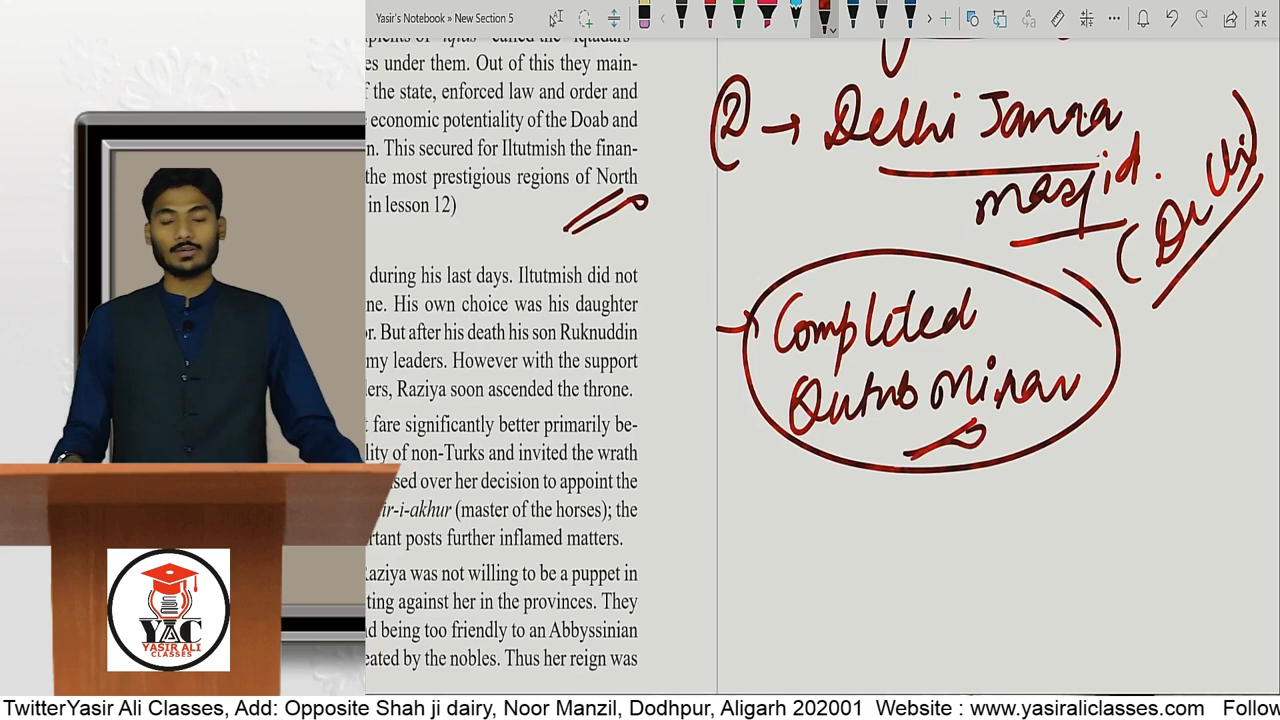 Yasir's Notebook » New Section 5
es under them. Out of this they main-
f the state, enforced law and order and
economic potentiality of the Doab and
n. This secured for Iltutmish the finan-
the most prestigious regions of North
in lesson 12)
during his last days. Iltutmish did not
ne. His own choice was his daughter
or. But after his death his son Ruknuddin
my leaders. However with the support
ers, Raziya soon ascended the throne.
t fare significantly better primarily be-
lity of non-Turks and invited the wrath
sed over her decision to appoint the
ir-i-akhur (master of the horses); the
rtant posts further inflamed matters.
Raziya was not willing to be a puppet in
ting against her in the provinces. They
d being too friendly to an Abbyssinian
eated by the nobles. Thus her reign was
2 → Delhi Jama
masjid.
→ Completed
Qutub Minar
YAC
YASIR ALI
CLASSES
TwitterYasir Ali Classes, Add: Opposite Shah ji dairy, Noor Manzil, Dodhpur, Aligarh 202001 Website : www.yasiraliclasses.com Follow